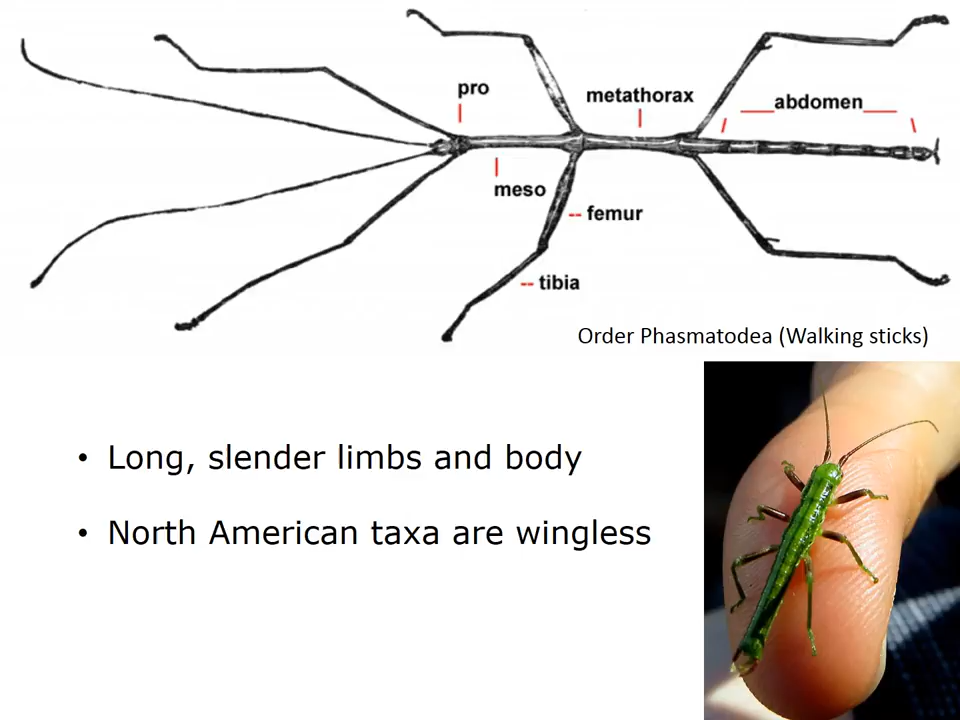 pro
metathorax
abdomen
meso
femur
tibia
Order Phasmatodea (Walking sticks)
• Long, slender limbs and body
• North American taxa are wingless